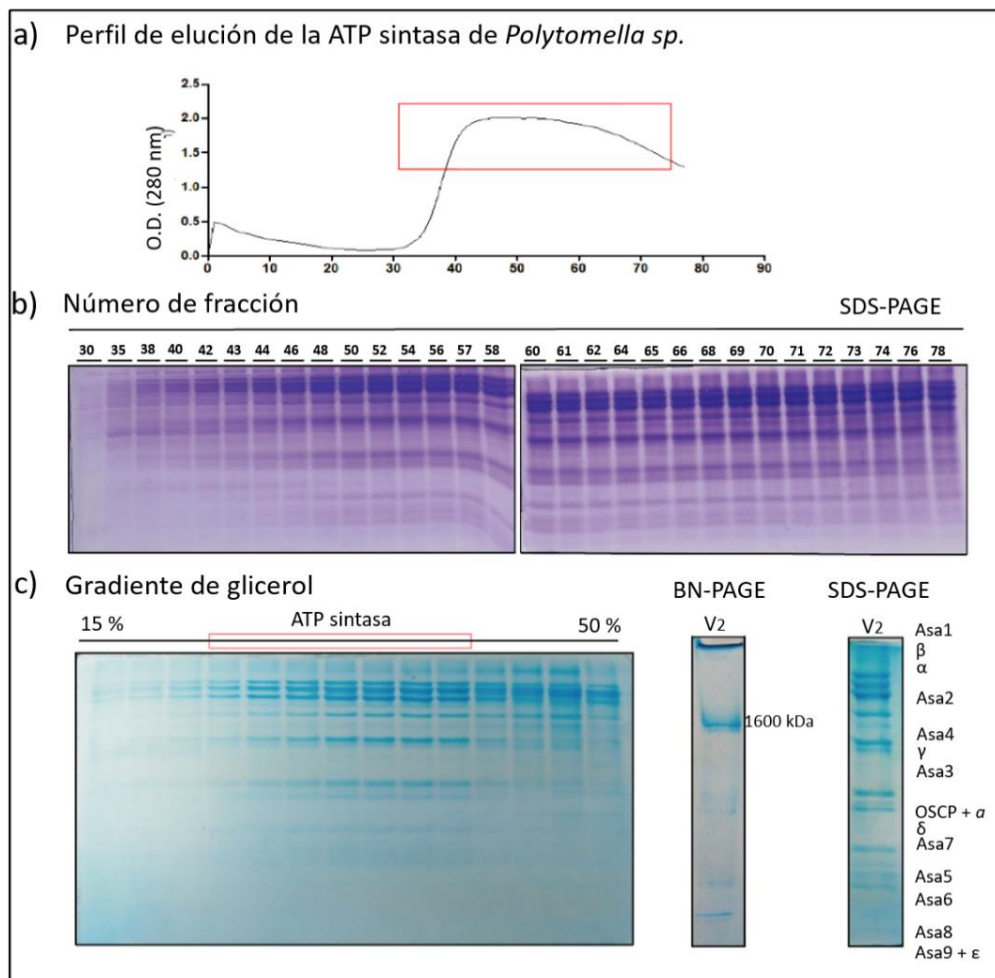 a) Perfil de elución de la ATP sintasa de Polytomella sp.
O.D. (280 nm)
2.5
2.0
1.5
1.0
0.5
0.0
0 10 20 30 40 50 60 70 80 90
b) Número de fracción SDS-PAGE
30 35 38 40 42 43 44 46 48 50 52 54 56 57 58 60 61 62 64 65 66 68 69 70 71 72 73 74 76 78
c) Gradiente de glicerol BN-PAGE SDS-PAGE
15 % ATP sintasa 50 % V2 V2
1600 kDa
Asa1
β
α
Asa2
Asa4
γ
Asa3
OSCP + a
δ
Asa7
Asa5
Asa6
Asa8
Asa9 + ε